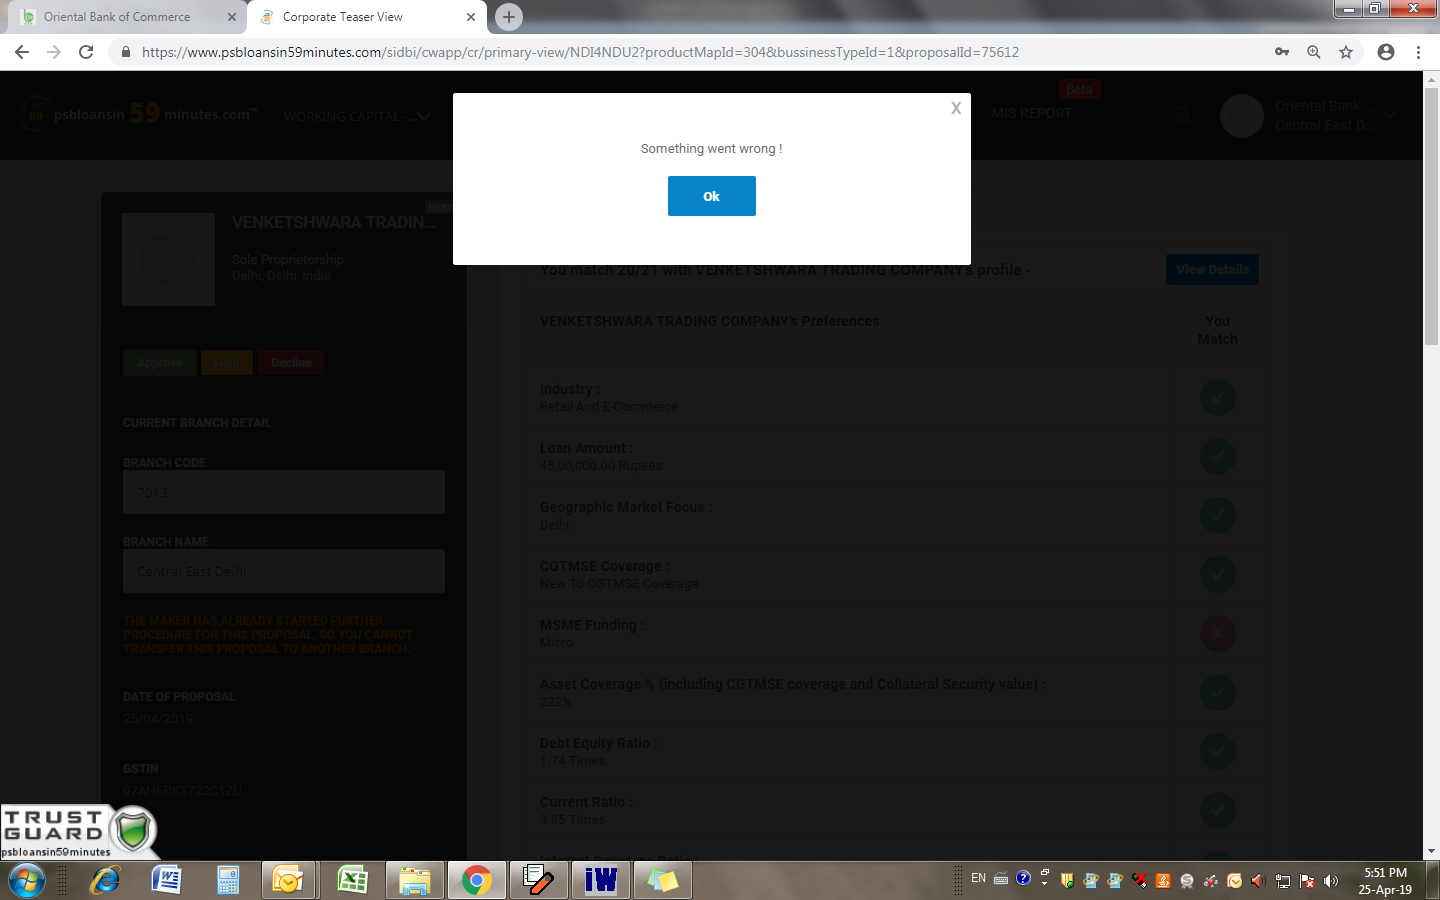 Oriental Bank of Commerce
Corporate Teaser View
https://www.psbloansin59minutes.com/sidbi/cwapp/cr/primary-view/NDI4NDU2?productMapId=304&bussinessTypeId=1&proposalId=75612
psbloansin 59 minutes.com™
WORKING CAPITAL -...
MIS REPORT
βeta
Oriental Bank ...
Central East D...
X
Something went wrong !
Ok
VENKETSHWARA TRADIN...
Sole Proprietorship
Delhi, Delhi, India
Approve
Hold
Decline
CURRENT BRANCH DETAIL
BRANCH CODE
7013
BRANCH NAME
Central East Delhi
THE MAKER HAS ALREADY STARTED FURTHER
PROCEDURE FOR THIS PROPOSAL, SO YOU CANNOT
TRANSFER THIS PROPOSAL TO ANOTHER BRANCH.
DATE OF PROPOSAL
25/04/2019
GSTIN
07AHEPK3722C1ZU
You match 20/21 with VENKETSHWARA TRADING COMPANY's profile -
View Details
VENKETSHWARA TRADING COMPANY's Preferences
You
Match
Industry :
Retail And E-Commerce
Loan Amount :
45,00,000.00 Rupees
Geographic Market Focus :
Delhi
CGTMSE Coverage :
New To CGTMSE Coverage
MSME Funding :
Micro
Asset Coverage % (including CGTMSE coverage and Collateral Security value) :
222%
Debt Equity Ratio :
1.74 Times
Current Ratio :
3.85 Times
TRUST
GUARD
psbloansin59minutes
EN
5:51 PM
25-Apr-19